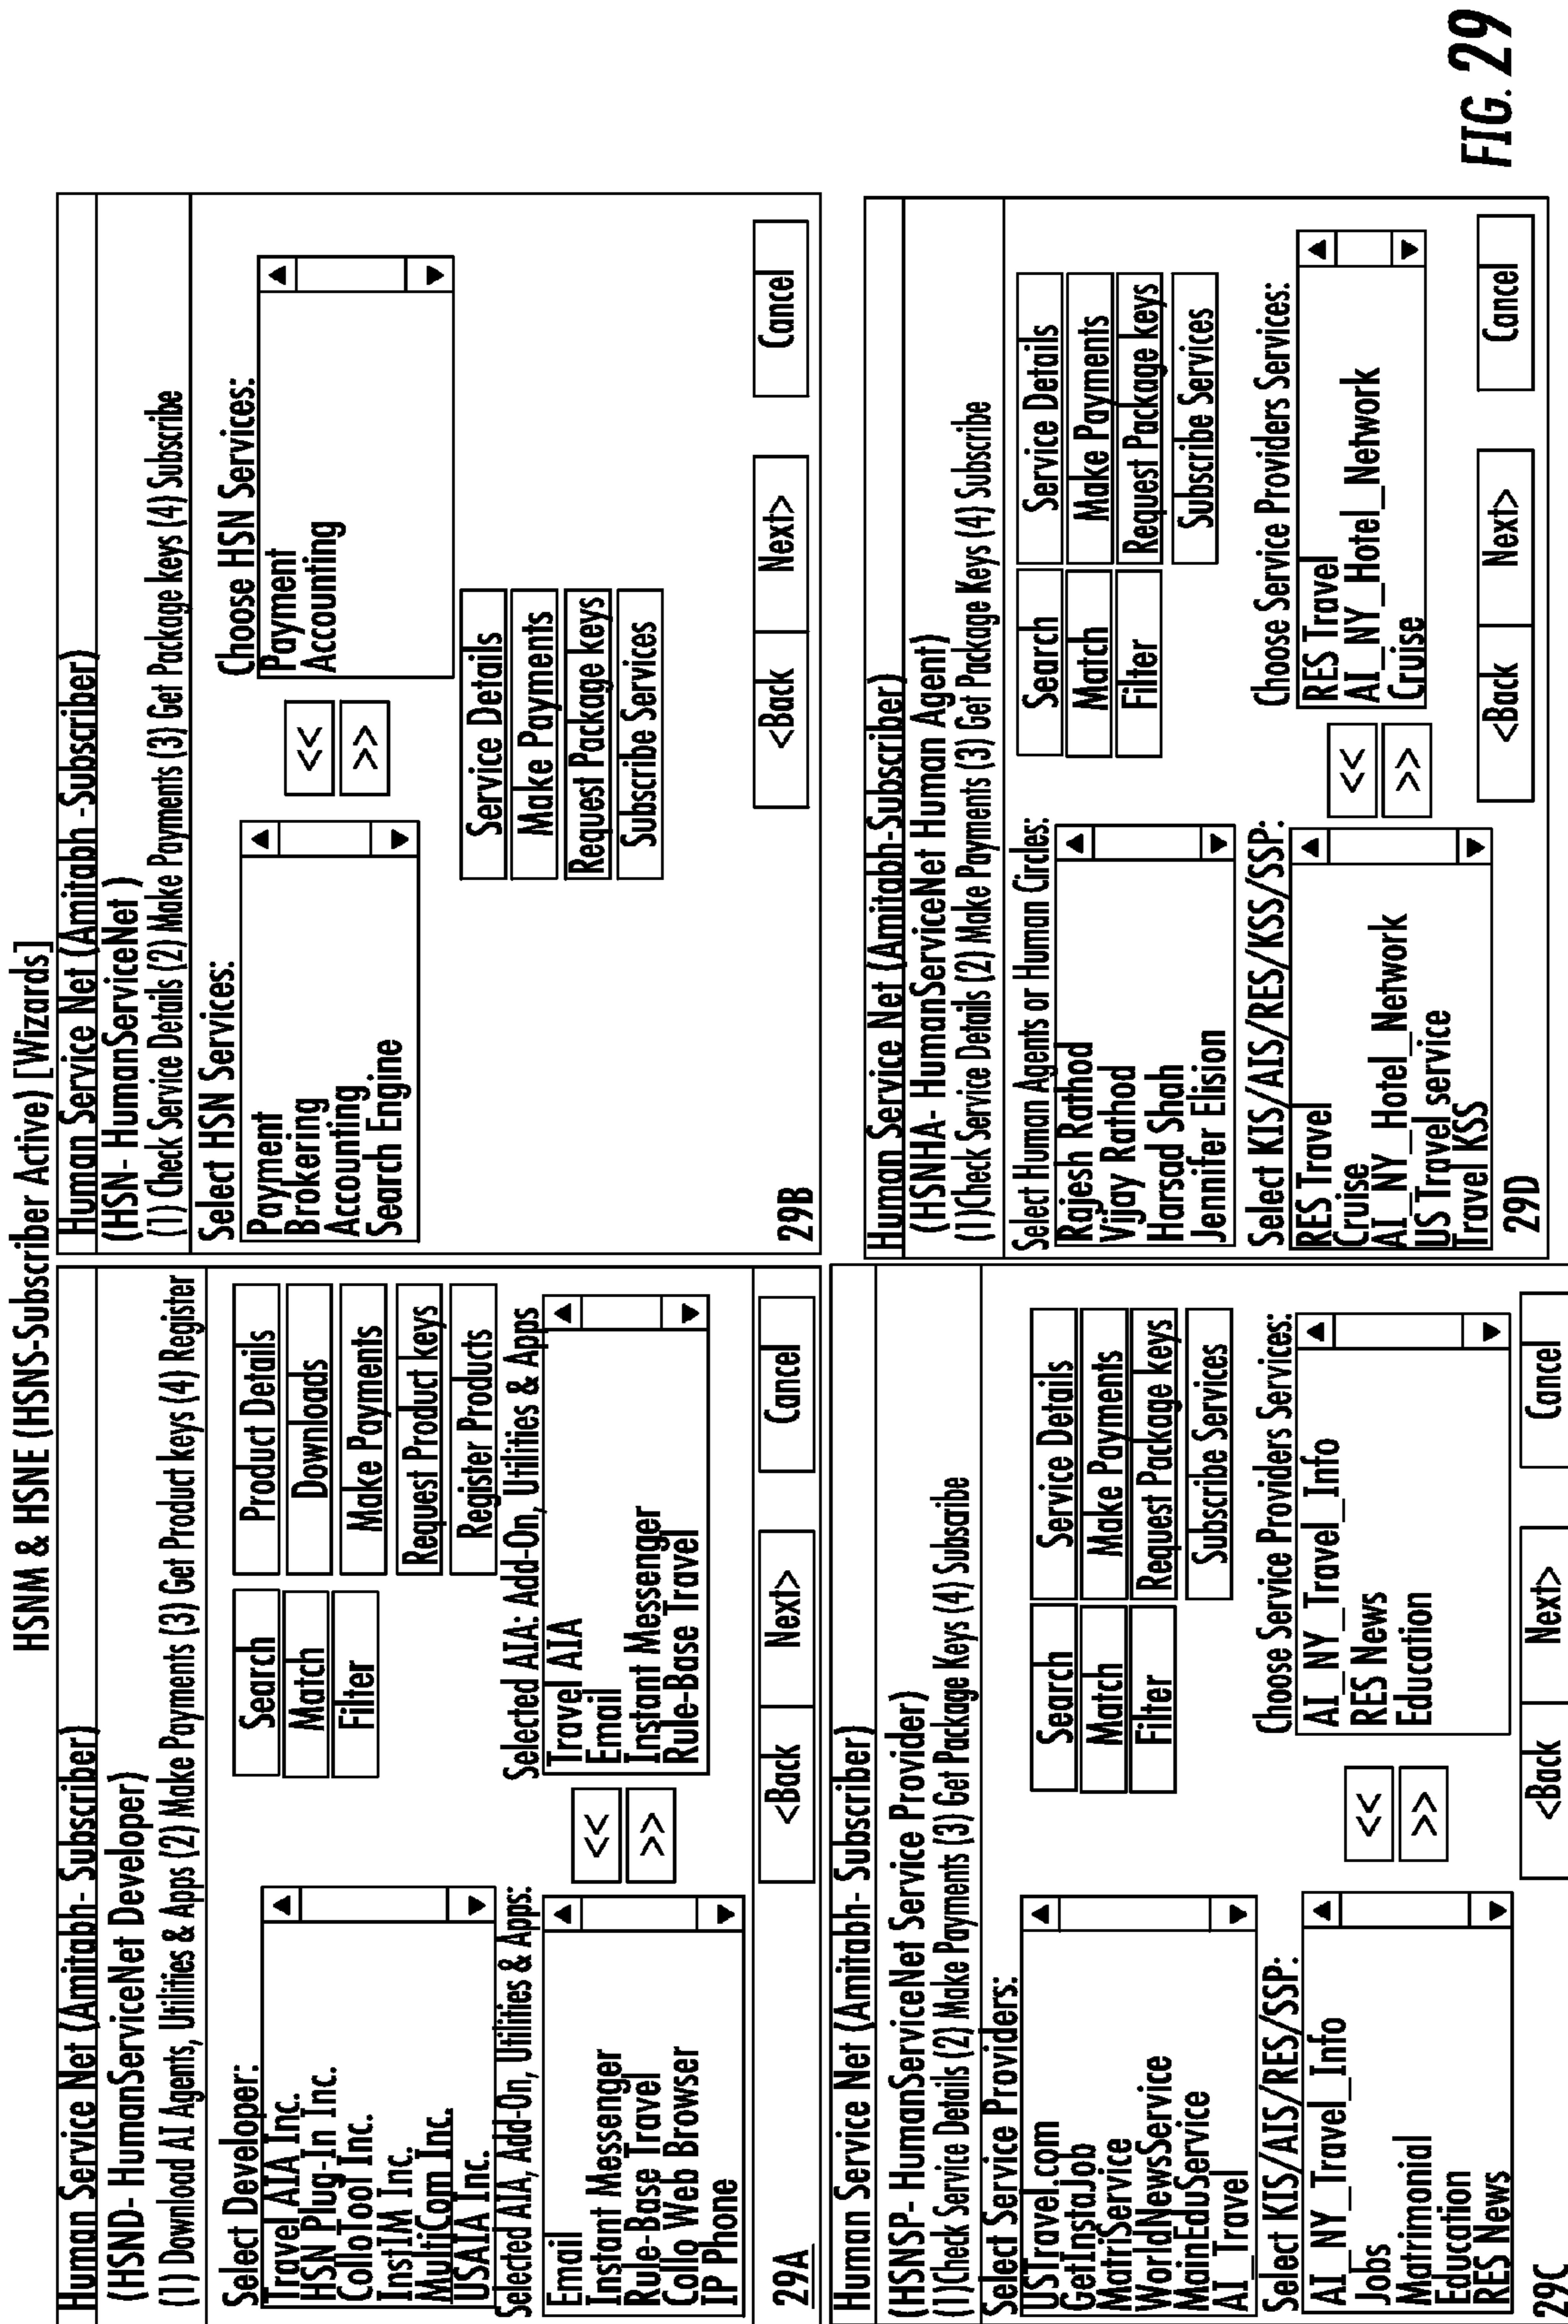 HSNM & HSNE (HSNS-Subscriber Active) [Wizards]
Human Service Net (Amitabh- Subscriber)
(HSND- HumanServiceNet Developer)
(1) Download AI Agents, Utilities & Apps (2) Make Payments (3) Get Product keys (4) Register
Select Developer:
Travel AIA Inc.
HSN Plug-In Inc.
ColloTool Inc.
InstIM Inc.
MultiCom Inc.
USAIA Inc.
Search
Match
Filter
Product Details
Downloads
Make Payments
Request Product keys
Register Products
Selected AIA, Add-On, Utilities & Apps:
Email
Instant Messenger
Rule-Base Travel
Collo Web Browser
IP Phone
<<
>>
Selected AIA: Add-On, Utilities & Apps
Travel AIA
Email
Instant Messenger
Rule-Base Travel
29A
<Back
Next>
Cancel
Human Service Net (Amitabh -Subscriber)
(HSN- HumanServiceNet )
(1) Check Service Details (2) Make Payments (3) Get Package keys (4) Subscribe
Select HSN Services:
Payment
Brokering
Accounting
Search Engine
<<
>>
Choose HSN Services:
Payment
Accounting
Service Details
Make Payments
Request Package keys
Subscribe Services
29B
<Back
Next>
Cancel
Human Service Net (Amitabh- Subscriber)
(HSNSP- HumanServiceNet Service Provider)
(1)Check Service Details (2) Make Payments (3) Get Package Keys (4) Subscribe
Select Service Providers:
USTravel.com
GetInstaJob
MatriService
WorldNewsService
MainEduService
AI_Travel
Search
Match
Filter
Service Details
Make Payments
Request Package keys
Subscribe Services
Select KIS/AIS/RES/SSP:
AI_NY_Travel_Info
Jobs
Matrimonial
Education
RES News
<<
>>
Choose Service Providers Services:
AI_NY_Travel_Info
RES News
Education
29C
<Back
Next>
Cancel
Human Service Net (Amitabh-Subscriber)
(HSNHA- HumanServiceNet Human Agent)
(1)Check Service Details (2) Make Payments (3) Get Package Keys (4) Subscribe
Select Human Agents or Human Circles:
Rajesh Rathod
Vijay Rathod
Harsad Shah
Jennifer Elision
Search
Match
Filter
Service Details
Make Payments
Request Package keys
Subscribe Services
Select KIS/AIS/RES/KSS/SSP:
RES Travel
Cruise
AI_NY_Hotel_Network
US Travel service
Travel KSS
<<
>>
Choose Service Providers Services:
RES Travel
AI_NY_Hotel_Network
Cruise
29D
<Back
Next>
Cancel
FIG. 29